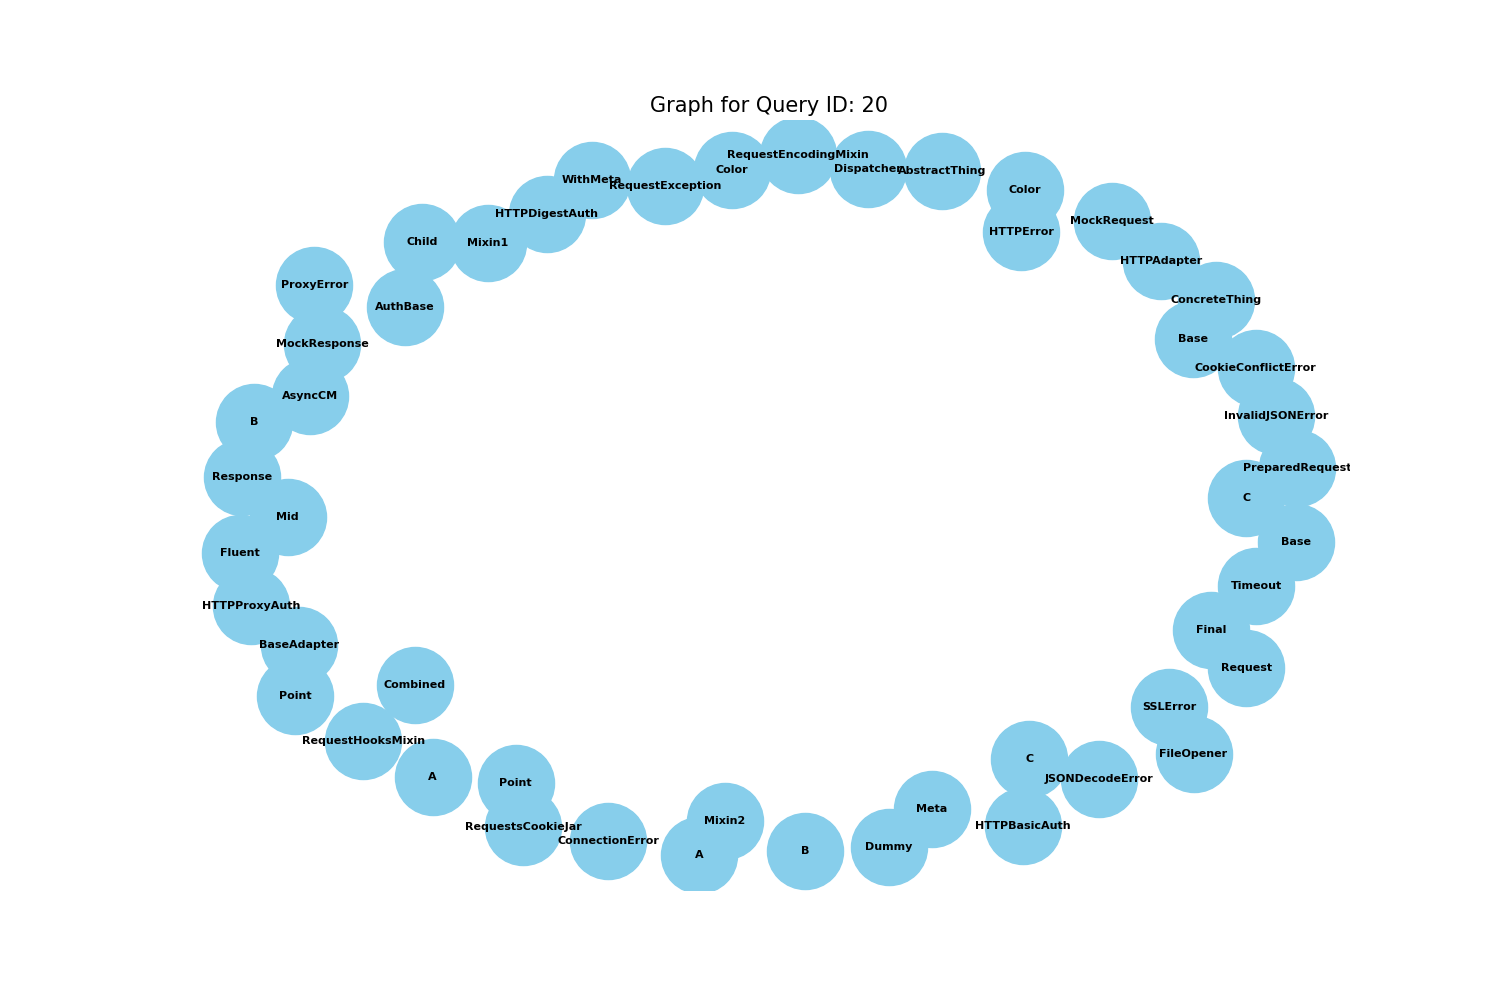 Graph for Query ID: 20
RequestEncodingMixin
Color
Dispatcher
AbstractThing
WithMeta
RequestException
Color
HTTPDigestAuth
MockRequest
HTTPError
Child
Mixin1
HTTPAdapter
ProxyError
ConcreteThing
AuthBase
Base
MockResponse
CookieConflictError
AsyncCM
InvalidJSONError
B
PreparedRequest
Response
C
Mid
Base
Fluent
Timeout
HTTPProxyAuth
Final
BaseAdapter
Request
Combined
Point
SSLError
RequestHooksMixin
FileOpener
C
A
JSONDecodeError
Point
Meta
Mixin2
RequestsCookieJar
HTTPBasicAuth
ConnectionError
Dummy
B
A